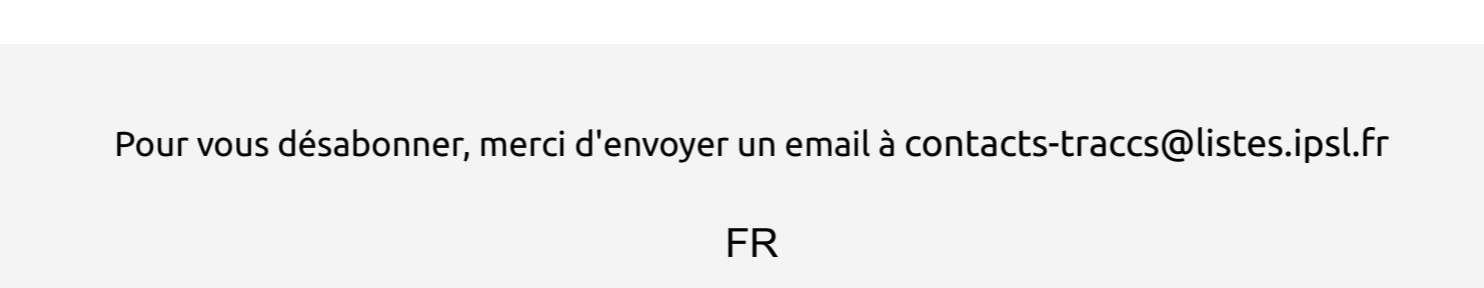 Pour vous désabonner, merci d'envoyer un email à contacts-traccs@listes.ipsl.fr
FR